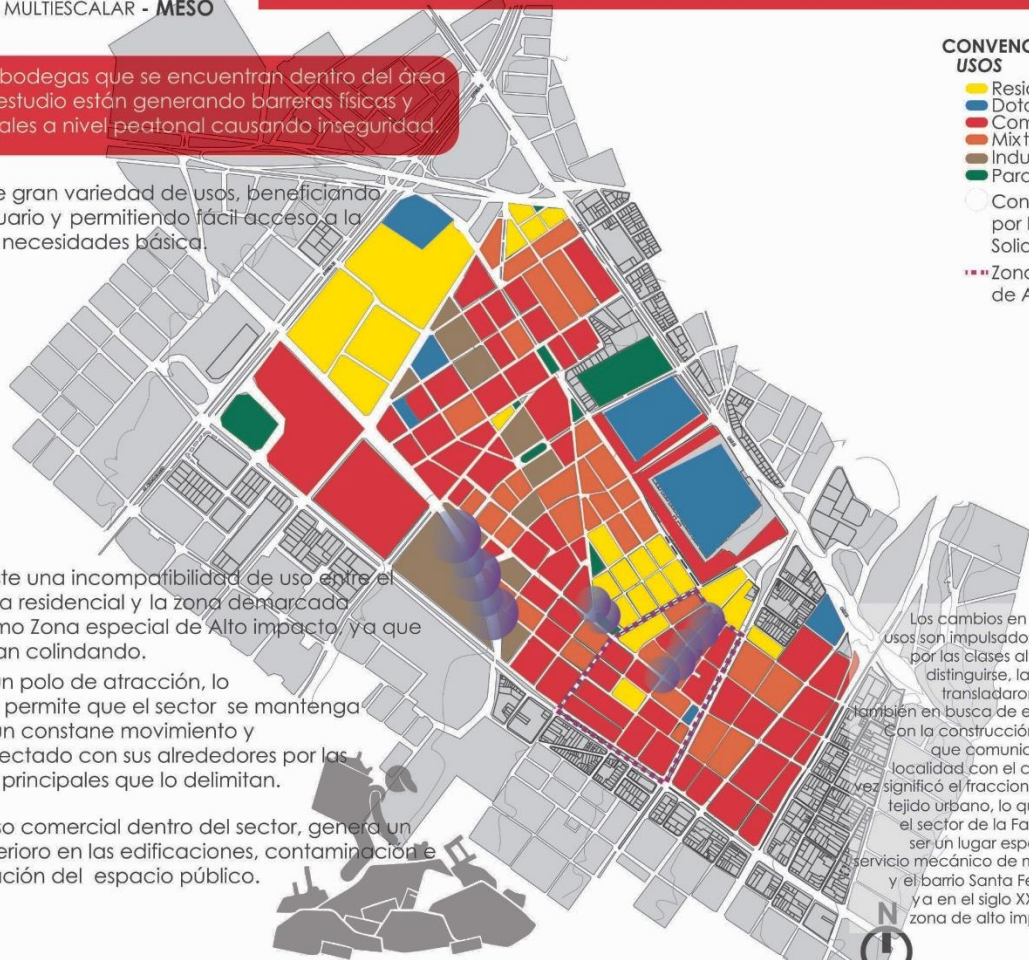 MULTIESCALAR - MESO
bodegas que se encuentran dentro del área
estudio están generando barreras físicas y
ales a nivel peatonal causando inseguridad.
e gran variedad de usos, beneficiando
uario y permitiendo fácil acceso a la
necesidades básica.
CONVENC
USOS
Resid
Dota
Com
Mixt
Indu
Parq
Con
por l
Solid
Zona
de A
ste una incompatibilidad de uso entre el
a residencial y la zona demarcada
mo Zona especial de Alto impacto, ya que
an colindando.
un polo de atracción, lo
permite que el sector se mantenga
un constane movimiento y
ectado con sus alrededores por las
principales que lo delimitan.
so comercial dentro del sector, genera un
erioro en las edificaciones, contaminación e
ación del espacio público.
Los cambios en
usos son impulsado
por las clases al
distinguirse, la
transladaro
también en busca de e
Con la construcción
que comunic
localidad con el c
vez significó el fraccion
tejido urbano, lo qu
el sector de la Fa
ser un lugar espe
servicio mecánico de m
y el barrio Santa Fe
ya en el siglo XX
zona de alto imp
N